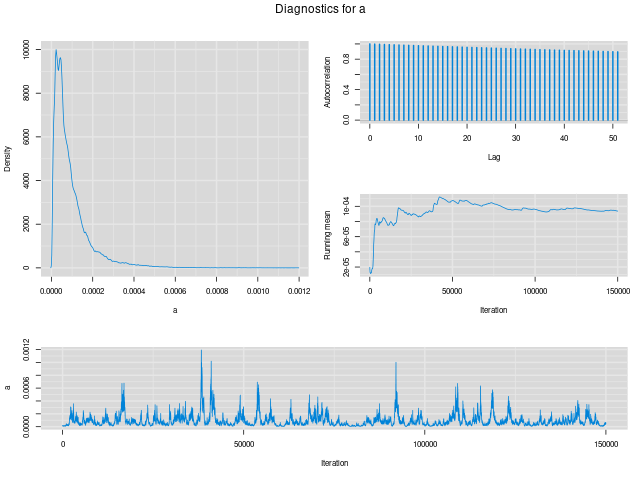 Diagnostics for a
Density
0 2000 4000 6000 8000 10000
0.0000 0.0002 0.0004 0.0006 0.0008 0.0010 0.0012
a
Autocorrelation
0.0 0.4 0.8
0 10 20 30 40 50
Lag
Running mean
2e-05 6e-05 1e-04
0 50000 100000 150000
Iteration
a
0.0000 0.0006 0.0012
0 50000 100000 150000
Iteration